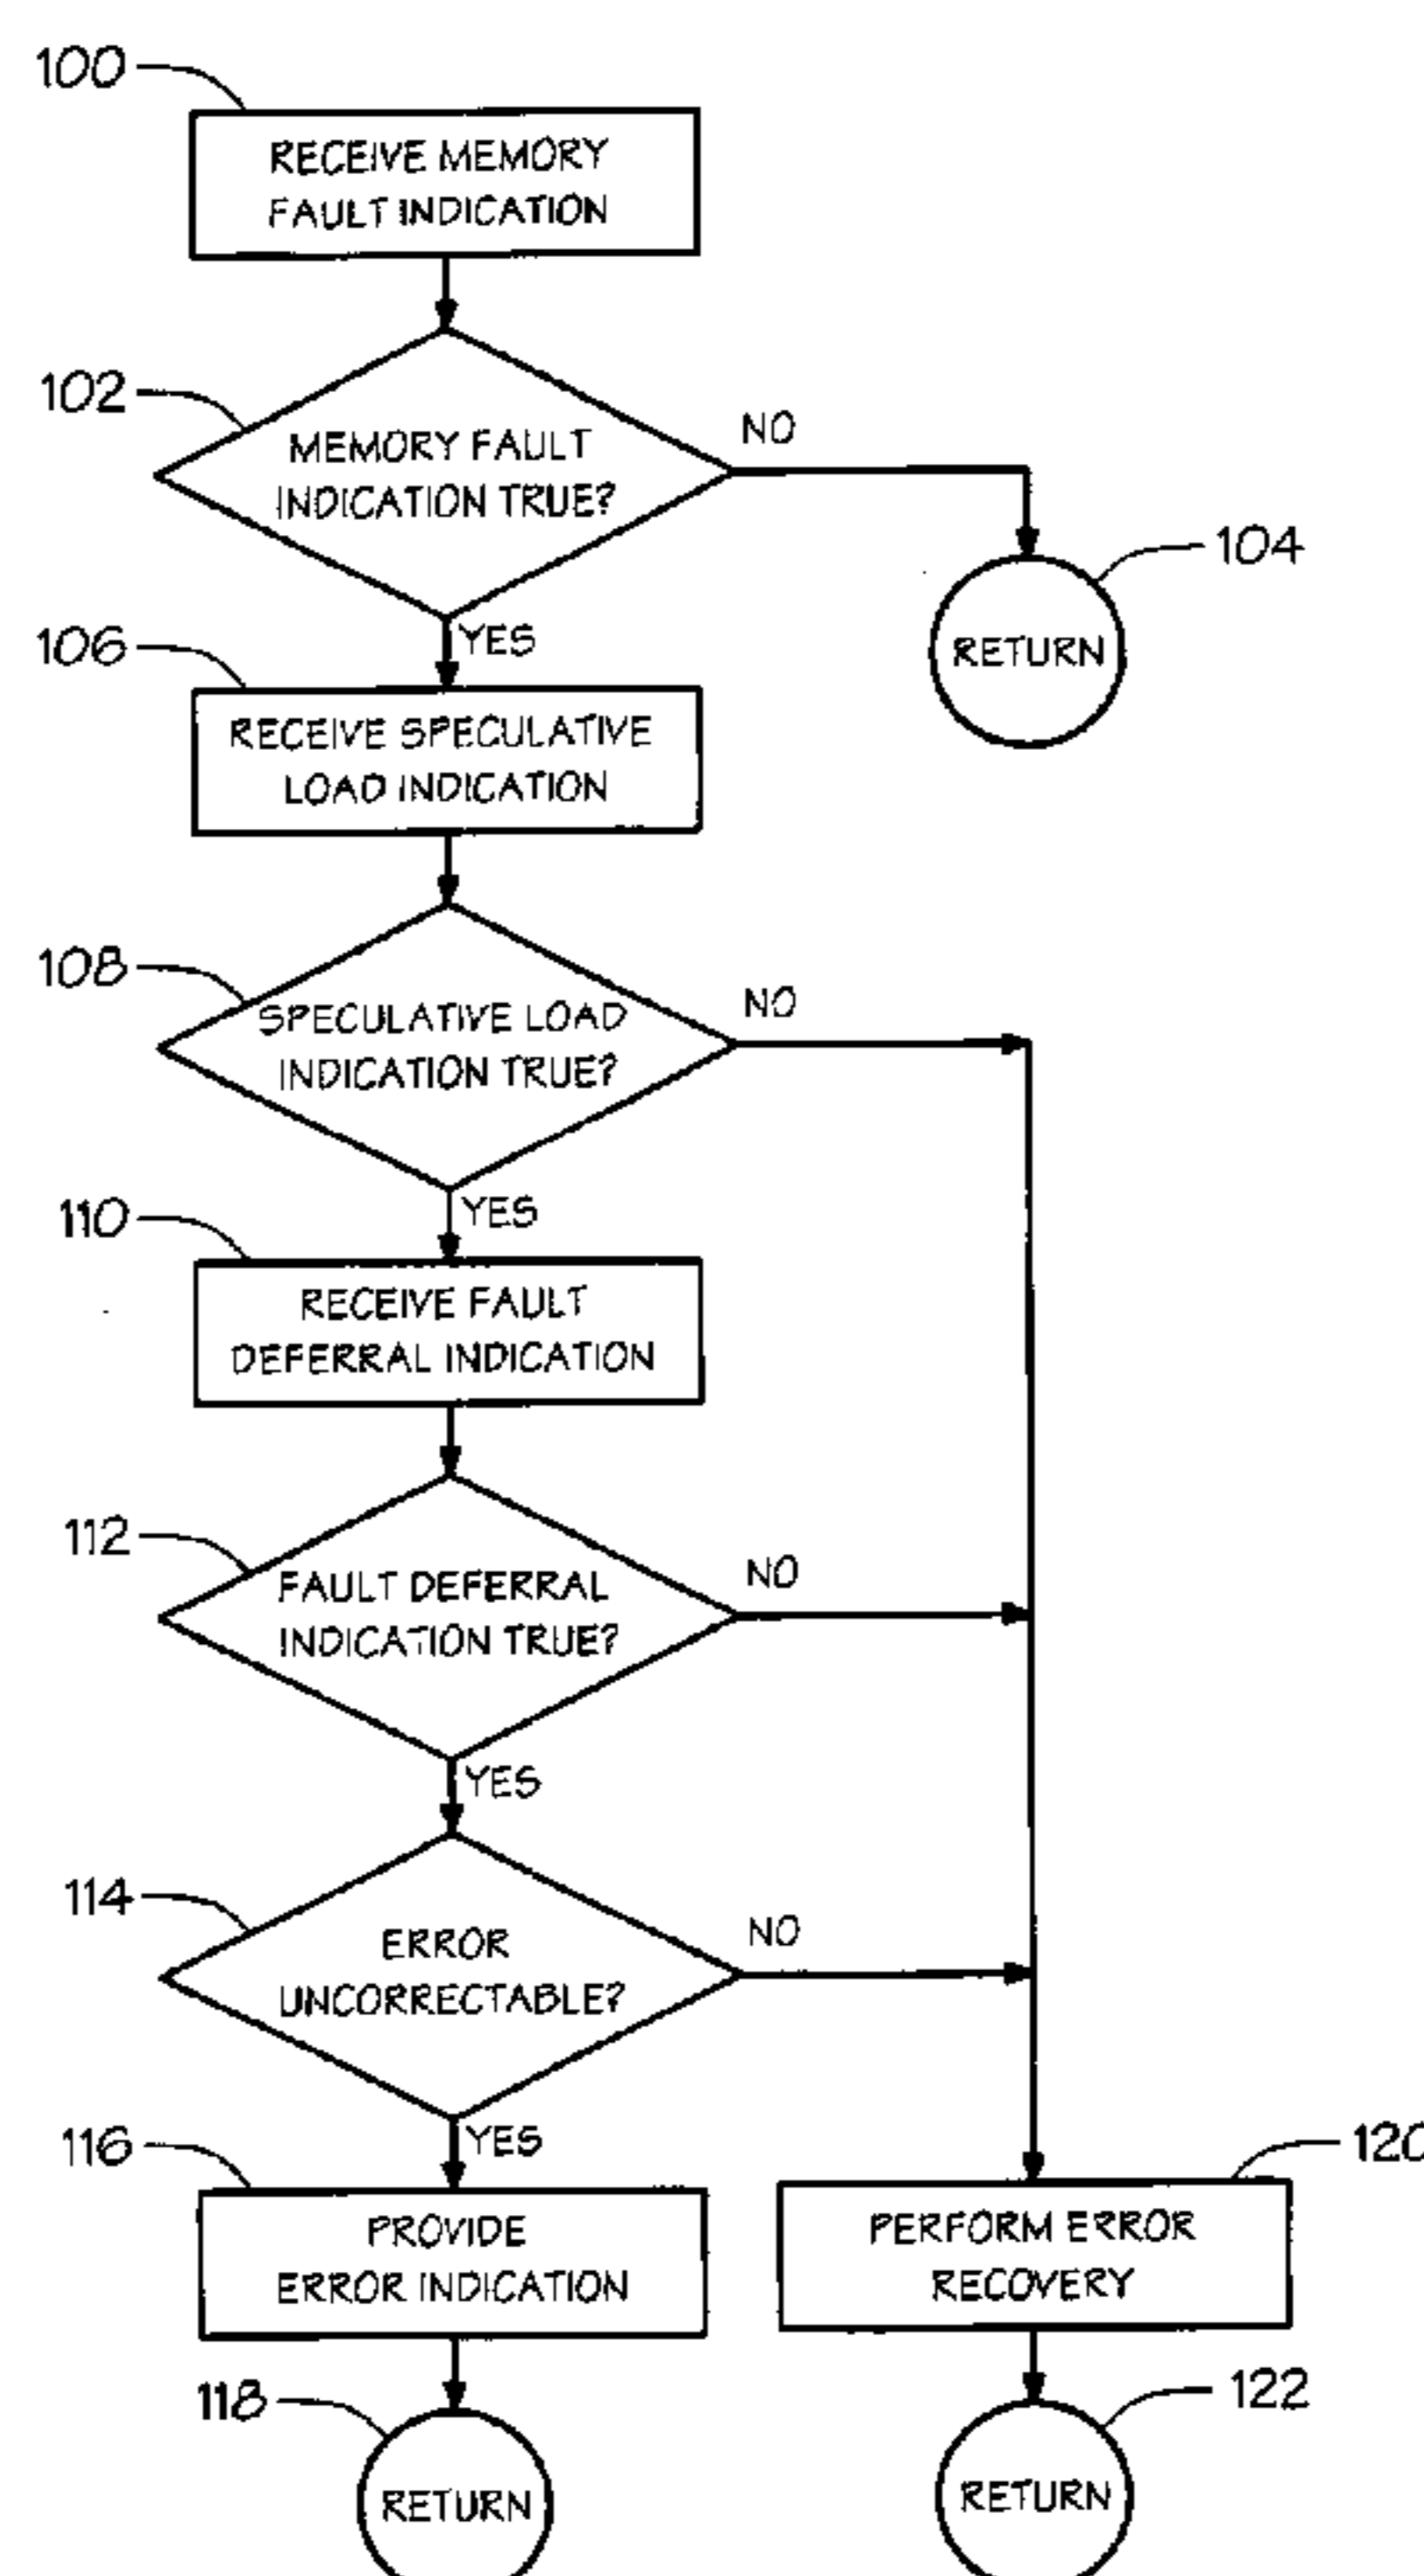 100
RECEIVE MEMORY
FAULT INDICATION
102
MEMORY FAULT
INDICATION TRUE?
NO
104
RETURN
YES
106
RECEIVE SPECULATIVE
LOAD INDICATION
108
SPECULATIVE LOAD
INDICATION TRUE?
NO
YES
110
RECEIVE FAULT
DEFERRAL INDICATION
112
FAULT DEFERRAL
INDICATION TRUE?
NO
YES
114
ERROR
UNCORRECTABLE?
NO
YES
116
PROVIDE
ERROR INDICATION
120
PERFORM ERROR
RECOVERY
118
RETURN
122
RETURN